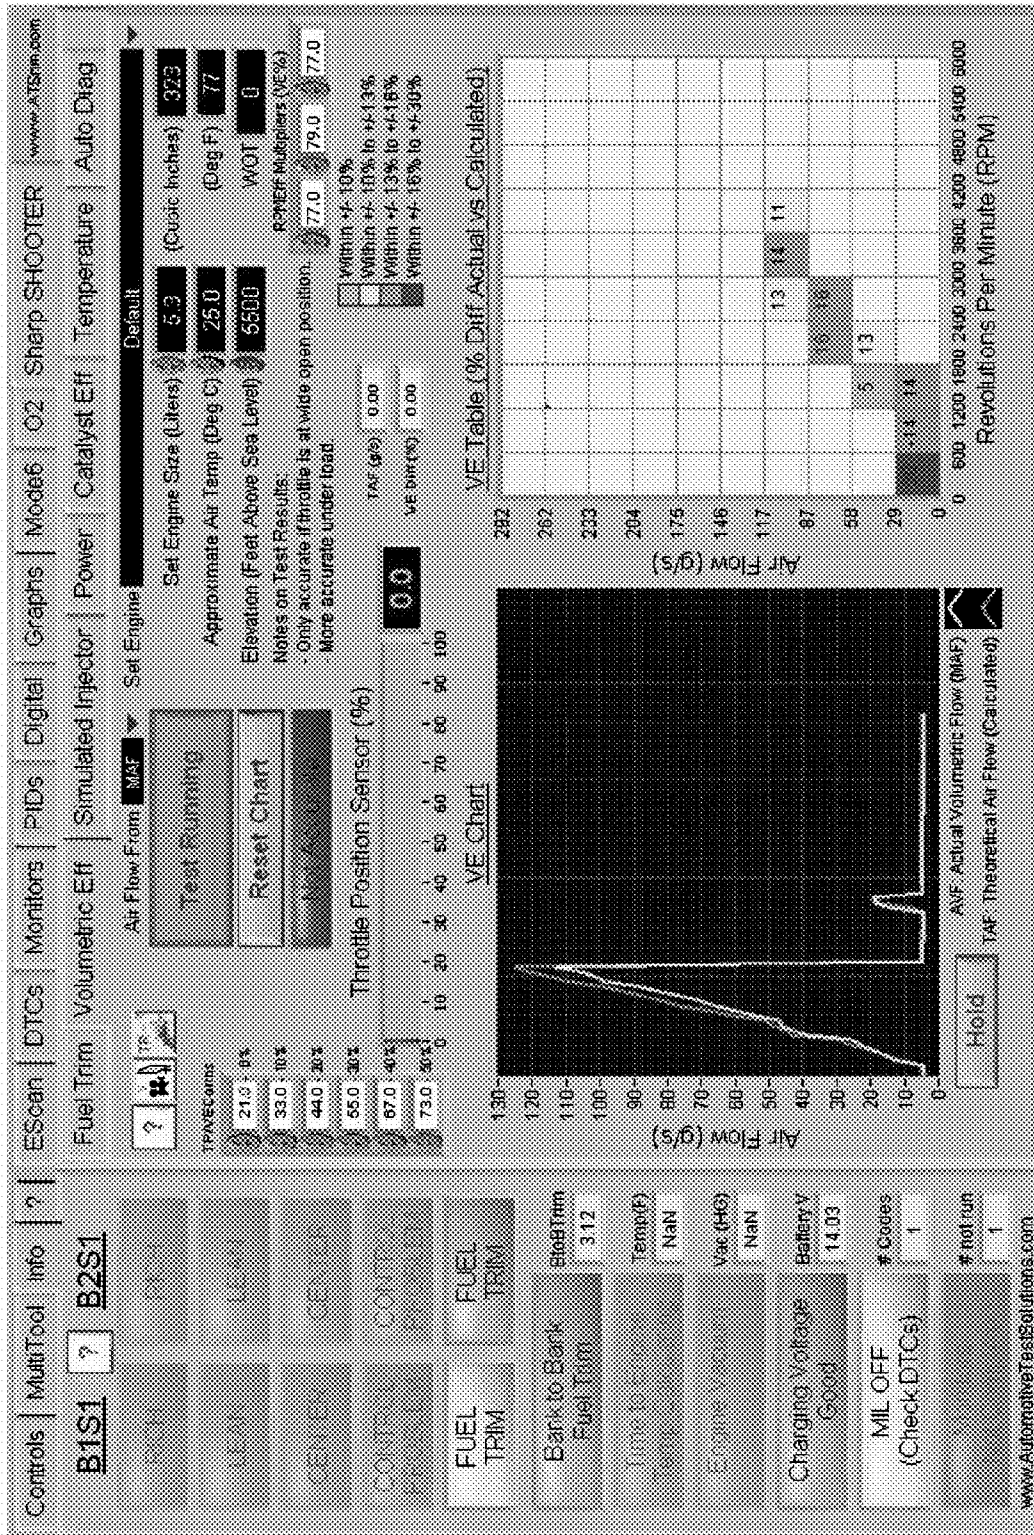 Controls | MultiTool | Info | ? | EScan | DTCs | Monitors | PIDs | Digital | Graphs | Mode6 | O2 | Sharp SHOOTER www.ATSnm.com
B1S1 ? B2S1
FUEL TRIM
FUEL TRIM
Bank to Bank Fuel Trim
BtoBTrim
3.12
Temp(F)
NaN
Vac(HG)
NaN
Charging Voltage Good
Battery V
14.03
MIL OFF
(Check DTCs)
# Codes
1
# not run
1
www.AutomotiveTestSolutions.com
Fuel Trim | Volumetric Eff | Simulated Injector | Power | Catalyst Eff | Temperature | Auto Diag
?
Air Flow From MAF
Set Engine Default
Test Running
Reset Chart
Set Engine Size (Liters) 5.3 (Cubic Inches) 323
Approximate Air Temp (Deg C) 25.0 (Deg F) 77
Elevation (Feet Above Sea Level) 5500 WOT 0
Notes on Test Results:
- Only accurate if throttle is at wide open position.
- More accurate under load
RPM/Eff Multipliers (VE%)
77.0 79.0 77.0
Within +/- 10%
Within +/- 10% to +/-13%
Within +/- 13% to +/-16%
Within +/- 16% to +/-30%
21.0 - 0%
33.0 - 10%
44.0 - 20%
55.0 - 30%
67.0 - 40%
73.0 - 50%
Throttle Position Sensor (%)
0 10 20 30 40 50 60 70 80 90 100
0.0
TAF (g/s) 0.00
VE Diff (%) 0.00
VE Chart
Air Flow (g/s)
130
120
110
100
90
80
70
60
50
40
30
20
10
0
Hold
AVF Actual Volumetric Flow (MAF)
TAF Theoretical Air Flow (Calculated)
VE Table (% Diff Actual vs Calculated)
Air Flow (g/s)
292
262
233
204
175
146
117
87
58
29
0
13 14 11
5 13
14 14
0 600 1200 1800 2400 3000 3600 4200 4800 5400 6000
Revolutions Per Minute (RPM)